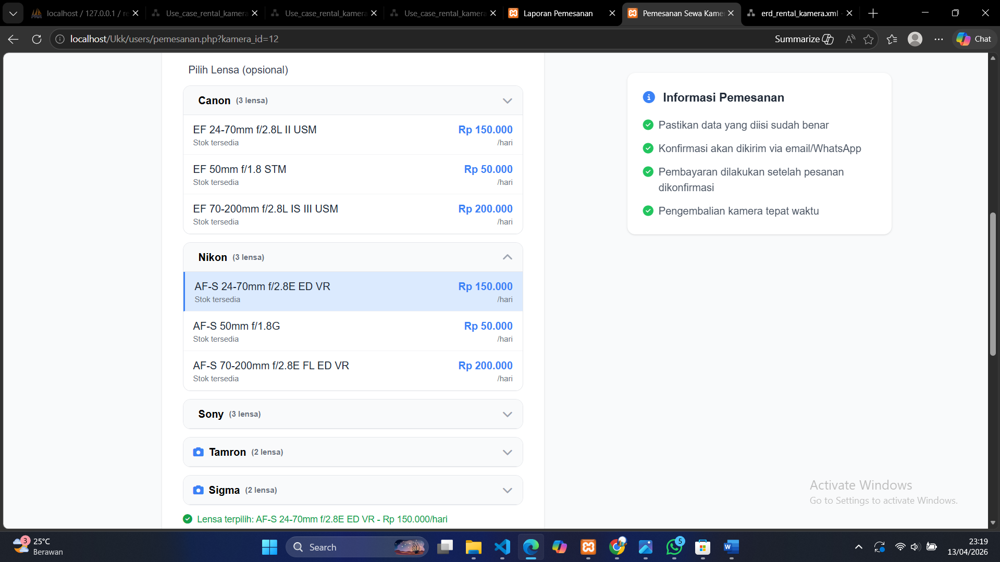 localhost / 127.0.0.1 / re
Use_case_rental_kamera
Use_case_rental_kamera
Use_case_rental_kamera
Laporan Pemesanan
Pemesanan Sewa Kame
erd_rental_kamera.xml -
localhost/Ukk/users/pemesanan.php?kamera_id=12
Summarize
Chat
Pilih Lensa (opsional)
Canon (3 lensa)
EF 24-70mm f/2.8L II USM
Rp 150.000
Stok tersedia
/hari
EF 50mm f/1.8 STM
Rp 50.000
Stok tersedia
/hari
EF 70-200mm f/2.8L IS III USM
Rp 200.000
Stok tersedia
/hari
Nikon (3 lensa)
AF-S 24-70mm f/2.8E ED VR
Rp 150.000
Stok tersedia
/hari
AF-S 50mm f/1.8G
Rp 50.000
Stok tersedia
/hari
AF-S 70-200mm f/2.8E FL ED VR
Rp 200.000
Stok tersedia
/hari
Sony (3 lensa)
Tamron (2 lensa)
Sigma (2 lensa)
Lensa terpilih: AF-S 24-70mm f/2.8E ED VR - Rp 150.000/hari
Informasi Pemesanan
Pastikan data yang diisi sudah benar
Konfirmasi akan dikirim via email/WhatsApp
Pembayaran dilakukan setelah pesanan
dikonfirmasi
Pengembalian kamera tepat waktu
Activate Windows
Go to Settings to activate Windows.
3
25°C
Berawan
Search
5
23:19
13/04/2026